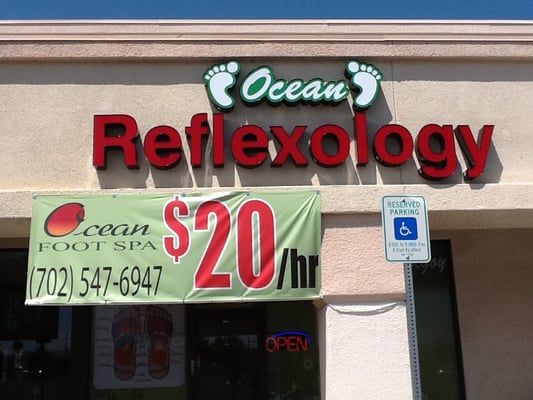 Ocean
Reflexology
Ocean
FOOT SPA
$20/hr
(702) 547-6947
RESERVED
PARKING
OPEN